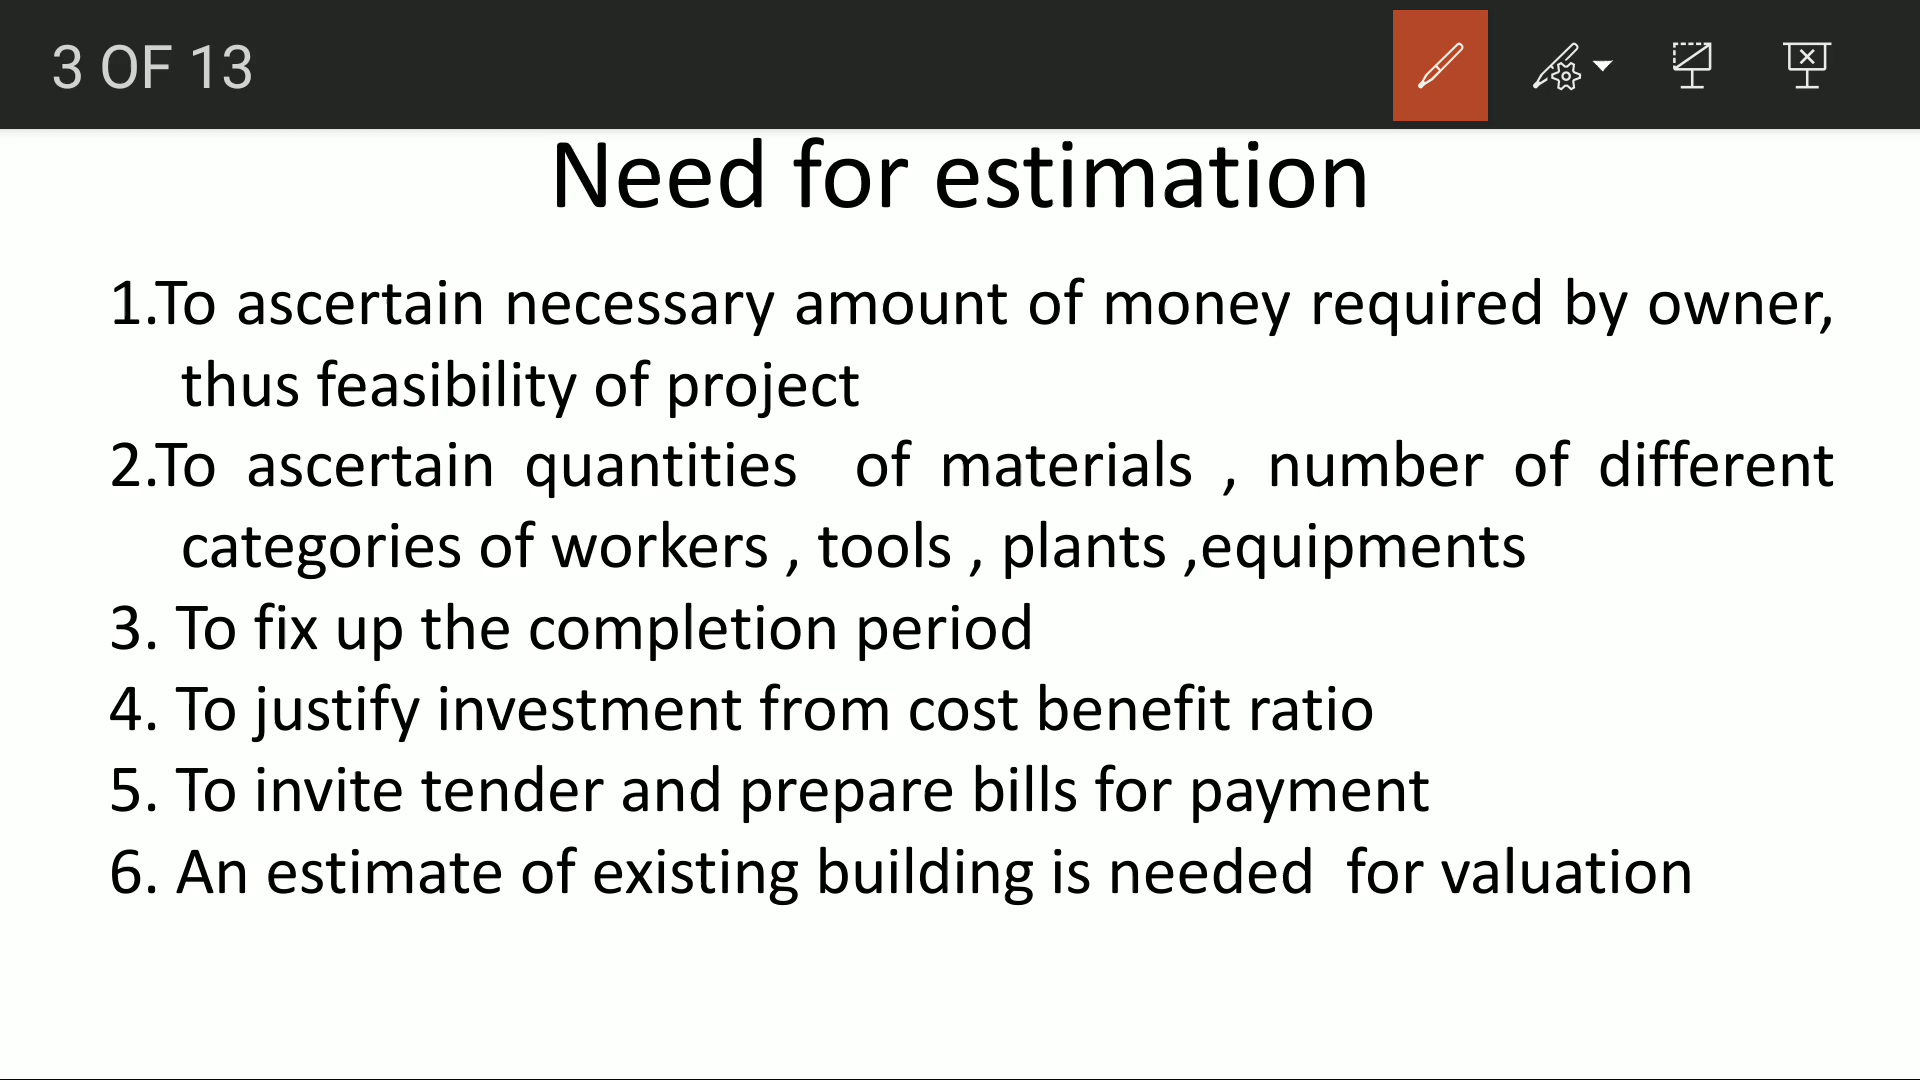 3 OF 13
Need for estimation
1.To ascertain necessary amount of money required by owner,
thus feasibility of project
2.To ascertain quantities  of materials , number of different
categories of workers , tools , plants ,equipments
3. To fix up the completion period
4. To justify investment from cost benefit ratio
5. To invite tender and prepare bills for payment
6. An estimate of existing building is needed  for valuation